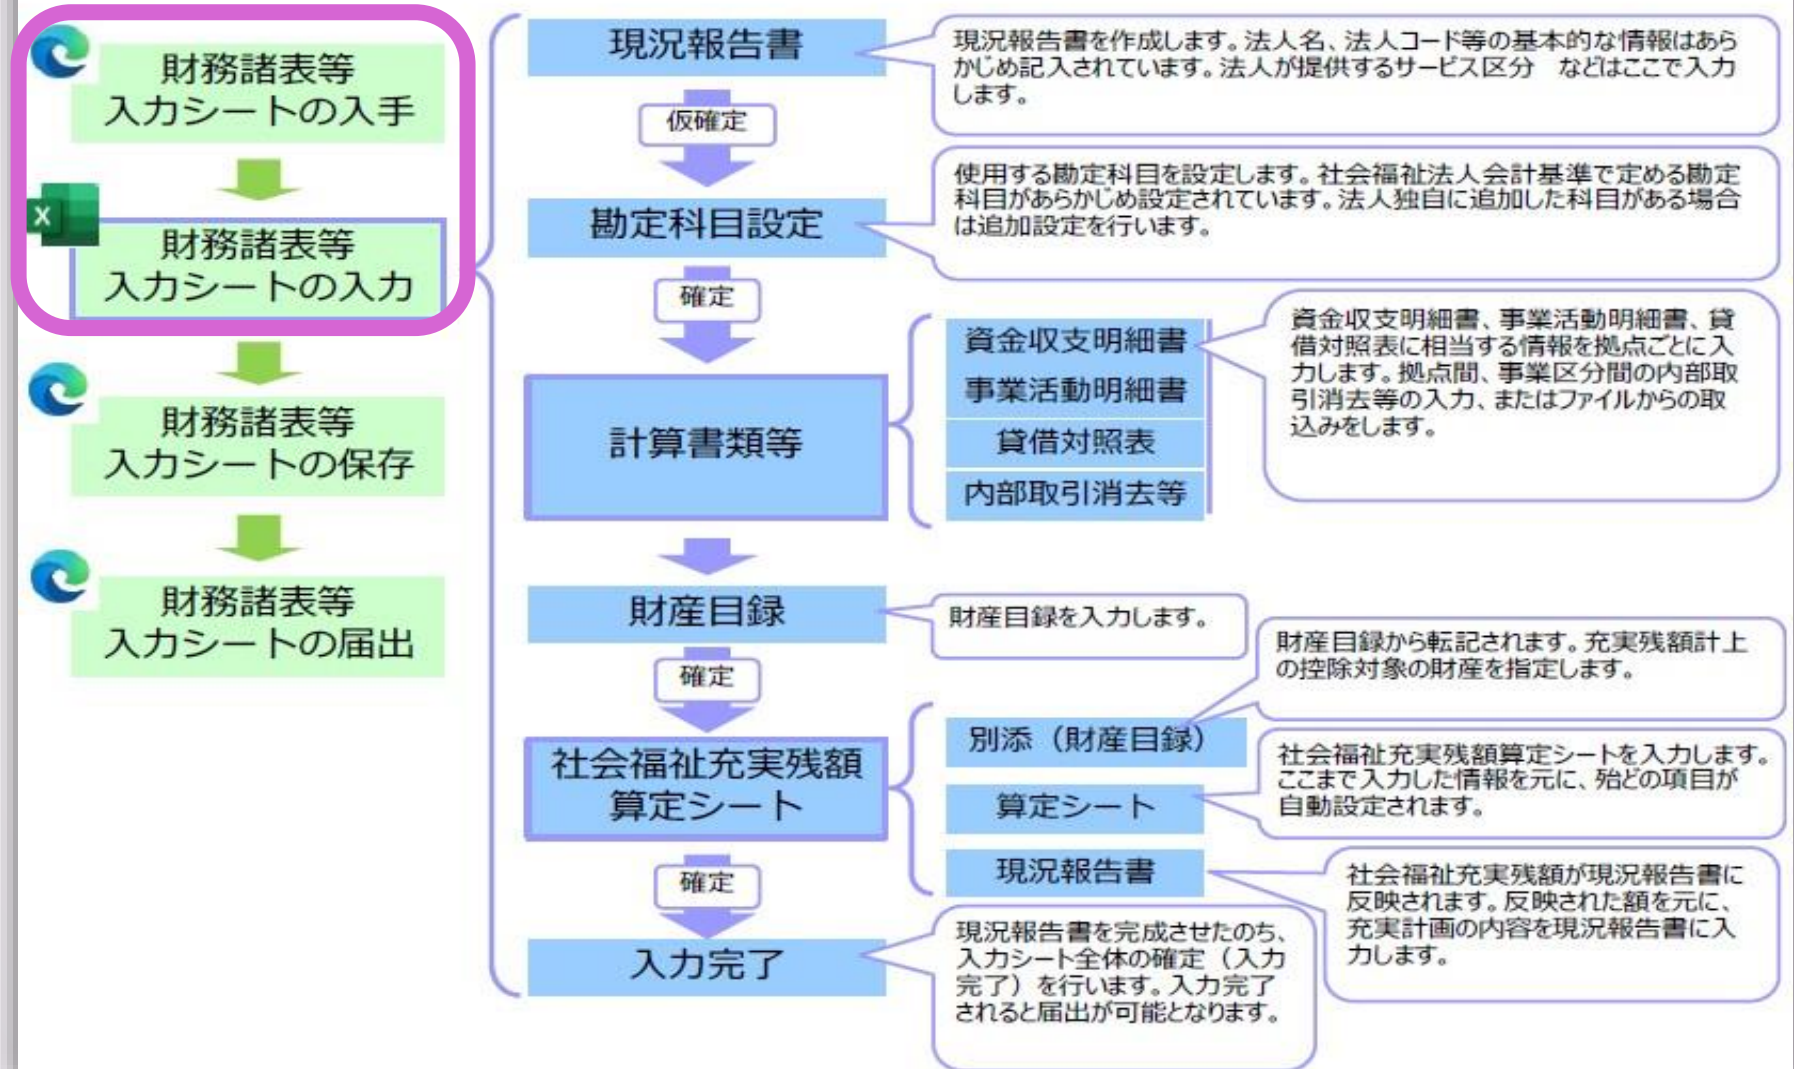 財務諸表等
入力シートの入手
X
財務諸表等
入力シートの入力
財務諸表等
入力シートの保存
財務諸表等
入力シートの届出
現況報告書
現況報告書を作成します。法人名、法人コード等の基本的な情報はあら
かじめ記入されています。法人が提供するサービス区分　などはここで入力
します。
仮確定
勘定科目設定
使用する勘定科目を設定します。社会福祉法人会計基準で定める勘定
科目があらかじめ設定されています。法人独自に追加した科目がある場合
は追加設定を行います。
確定
計算書類等
資金収支明細書
事業活動明細書
貸借対照表
内部取引消去等
資金収支明細書、事業活動明細書、貸
借対照表に相当する情報を拠点ごとに入
力します。拠点間、事業区分間の内部取
引消去等の入力、またはファイルからの取
込みをします。
財産目録
財産目録を入力します。
確定
社会福祉充実残額
算定シート
別添（財産目録）
財産目録から転記されます。充実残額計上
の控除対象の財産を指定します。
算定シート
社会福祉充実残額算定シートを入力します。
ここまで入力した情報を元に、殆どの項目が
自動設定されます。
現況報告書
社会福祉充実残額が現況報告書に
反映されます。反映された額を元に、
充実計画の内容を現況報告書に入
力します。
確定
入力完了
現況報告書を完成させたのち、
入力シート全体の確定（入力
完了）を行います。入力完了
されると届出が可能となります。